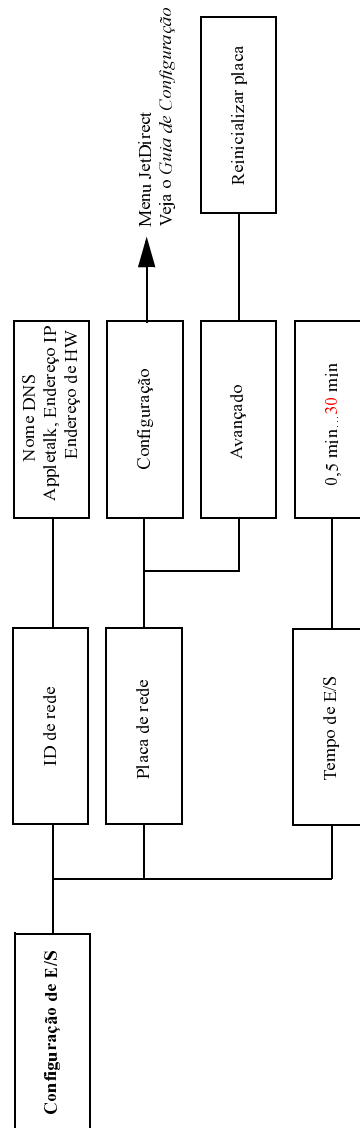 Configuração de E/S
ID de rede
Nome DNS
Appletalk, Endereço IP
Endereço de HW
Placa de rede
Configuração
Menu JetDirect
Veja o Guia de Configuração
Avançado
Reinicializar placa
Tempo de E/S
0,5 min...30 min